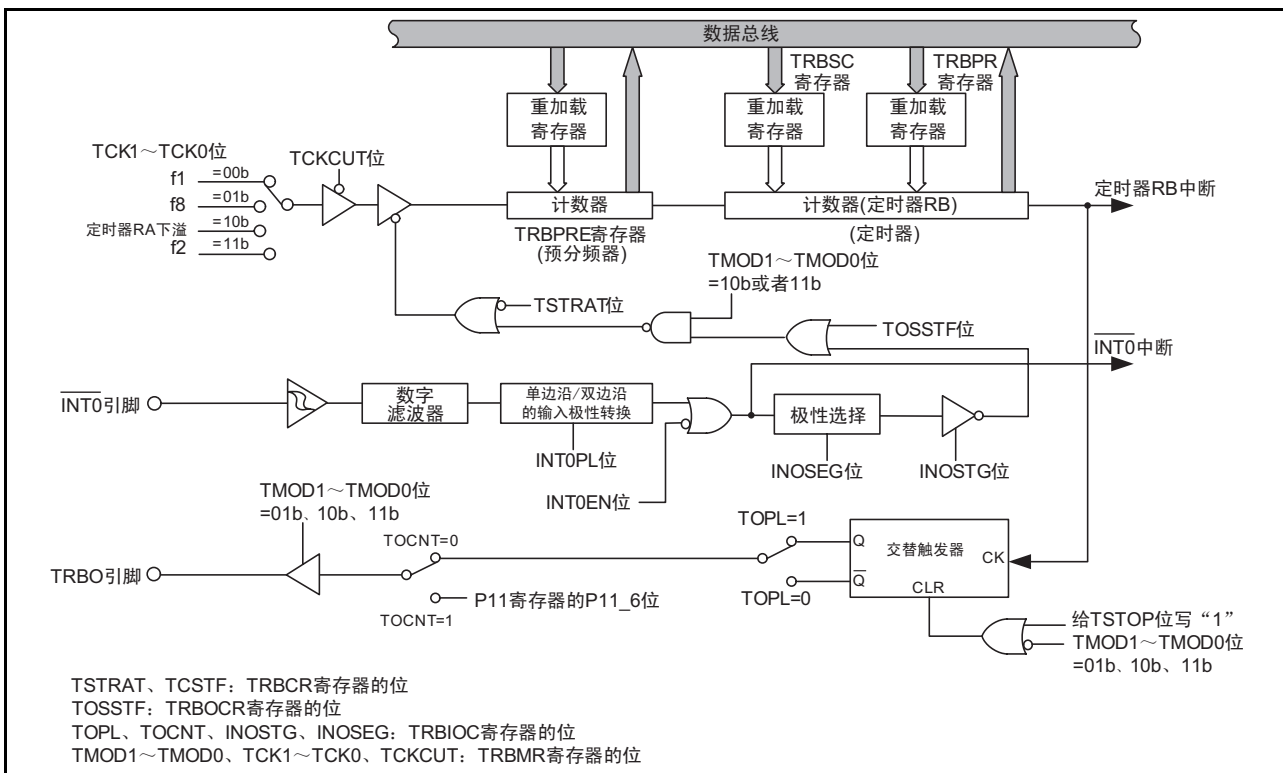 数据总线
TRBSC
寄存器
TRBPR
寄存器
重加载
寄存器
重加载
寄存器
重加载
寄存器
TCK1～TCK0位
TCKCUT位
f1
=00b
f8
=01b
定时器RA下溢
=10b
f2
=11b
计数器
计数器(定时器RB)
定时器RB中断
TRBPRE寄存器
(预分频器)
(定时器)
TMOD1～TMOD0位
=10b或者11b
TSTRAT位
TOSSTF位
INT0中断
INT0引脚
数字
滤波器
单边沿/双边沿
的输入极性转换
极性选择
INT0PL位
INOSEG位
INOSTG位
INT0EN位
TMOD1～TMOD0位
=01b、10b、11b
TOPL=1
TOCNT=0
Q
交替触发器
CK
TRBO引脚
Q
CLR
TOPL=0
P11寄存器的P11_6位
TOCNT=1
给TSTOP位写“1”
TMOD1～TMOD0位
=01b、10b、11b
TSTRAT、TCSTF：TRBCR寄存器的位
TOSSTF：TRBOCR寄存器的位
TOPL、TOCNT、INOSTG、INOSEG：TRBIOC寄存器的位
TMOD1～TMOD0、TCK1～TCK0、TCKCUT：TRBMR寄存器的位